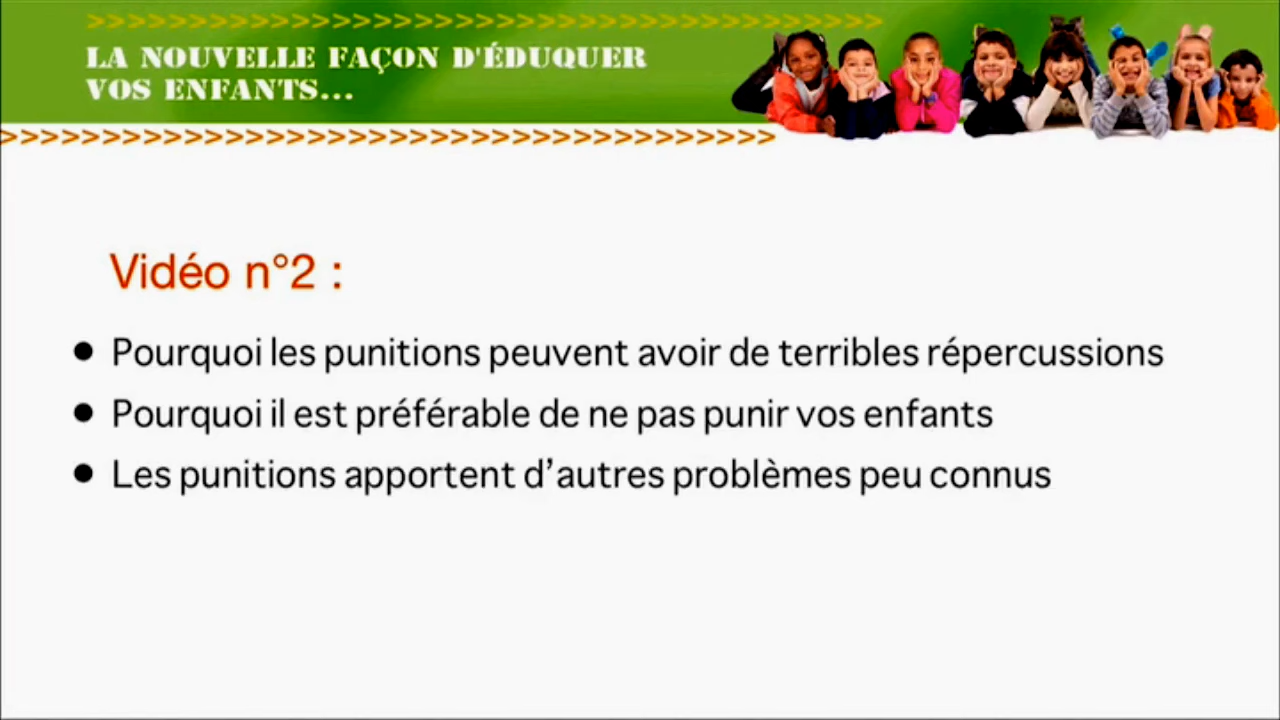 LA NOUVELLE FAÇON D'ÉDUQUER
VOS ENFANTS...
Vidéo n°2 :
● Pourquoi les punitions peuvent avoir de terribles répercussions
● Pourquoi il est préférable de ne pas punir vos enfants
● Les punitions apportent d’autres problèmes peu connus